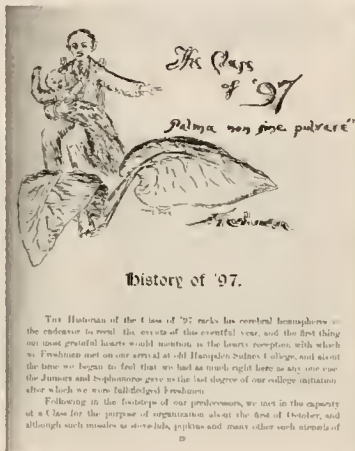 The Class
of '97
Palma non sine pulvere"
Freshman
History of '97.
THE Historian of the Class of '97 racks his cerebral hemispheres in
the endeavor to recall the events of this eventful year, and the first thing
our most grateful hearts would mention is the hearty reception with which
we Freshmen met on our arrival at old Hampden Sidney College, and about
the time we began to feel that we had as much right here as any one else
the Juniors and Sophomores gave us the last degree of our college initiation
after which we were full-fledged Freshmen
Following in the footsteps of our predecessors, we met in the capacity
of a Class for the purpose of organization about the first of October, and
although such missiles as stove-lids, pipkins and many other such utensils of